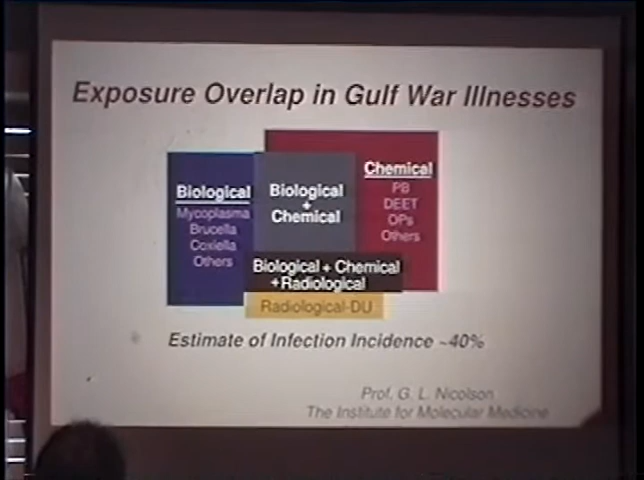 Exposure Overlap in Gulf War Illnesses
Biological
Mycoplasma
Brucella
Coxiella
Others
Biological
+
Chemical
Chemical
PB
DEET
OPs
Others
Biological + Chemical
+Radiological
Radiological-DU
Estimate of Infection Incidence ~40%
Prof. G. L. Nicolson
The Institute for Molecular Medicine